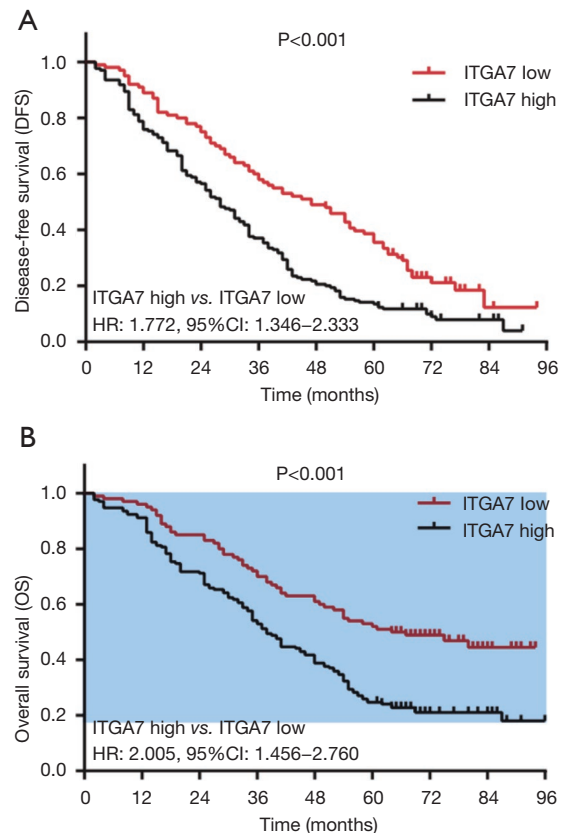 A
P<0.001
ITGA7 low
ITGA7 high
Disease-free survival (DFS)
1.0
0.8
0.6
0.4
0.2
0.0
ITGA7 high vs. ITGA7 low
HR: 1.772, 95%CI: 1.346–2.333
0 12 24 36 48 60 72 84 96
Time (months)
B
P<0.001
ITGA7 low
ITGA7 high
Overall survival (OS)
1.0
0.8
0.6
0.4
0.2
0.0
ITGA7 high vs. ITGA7 low
HR: 2.005, 95%CI: 1.456–2.760
0 12 24 36 48 60 72 84 96
Time (months)